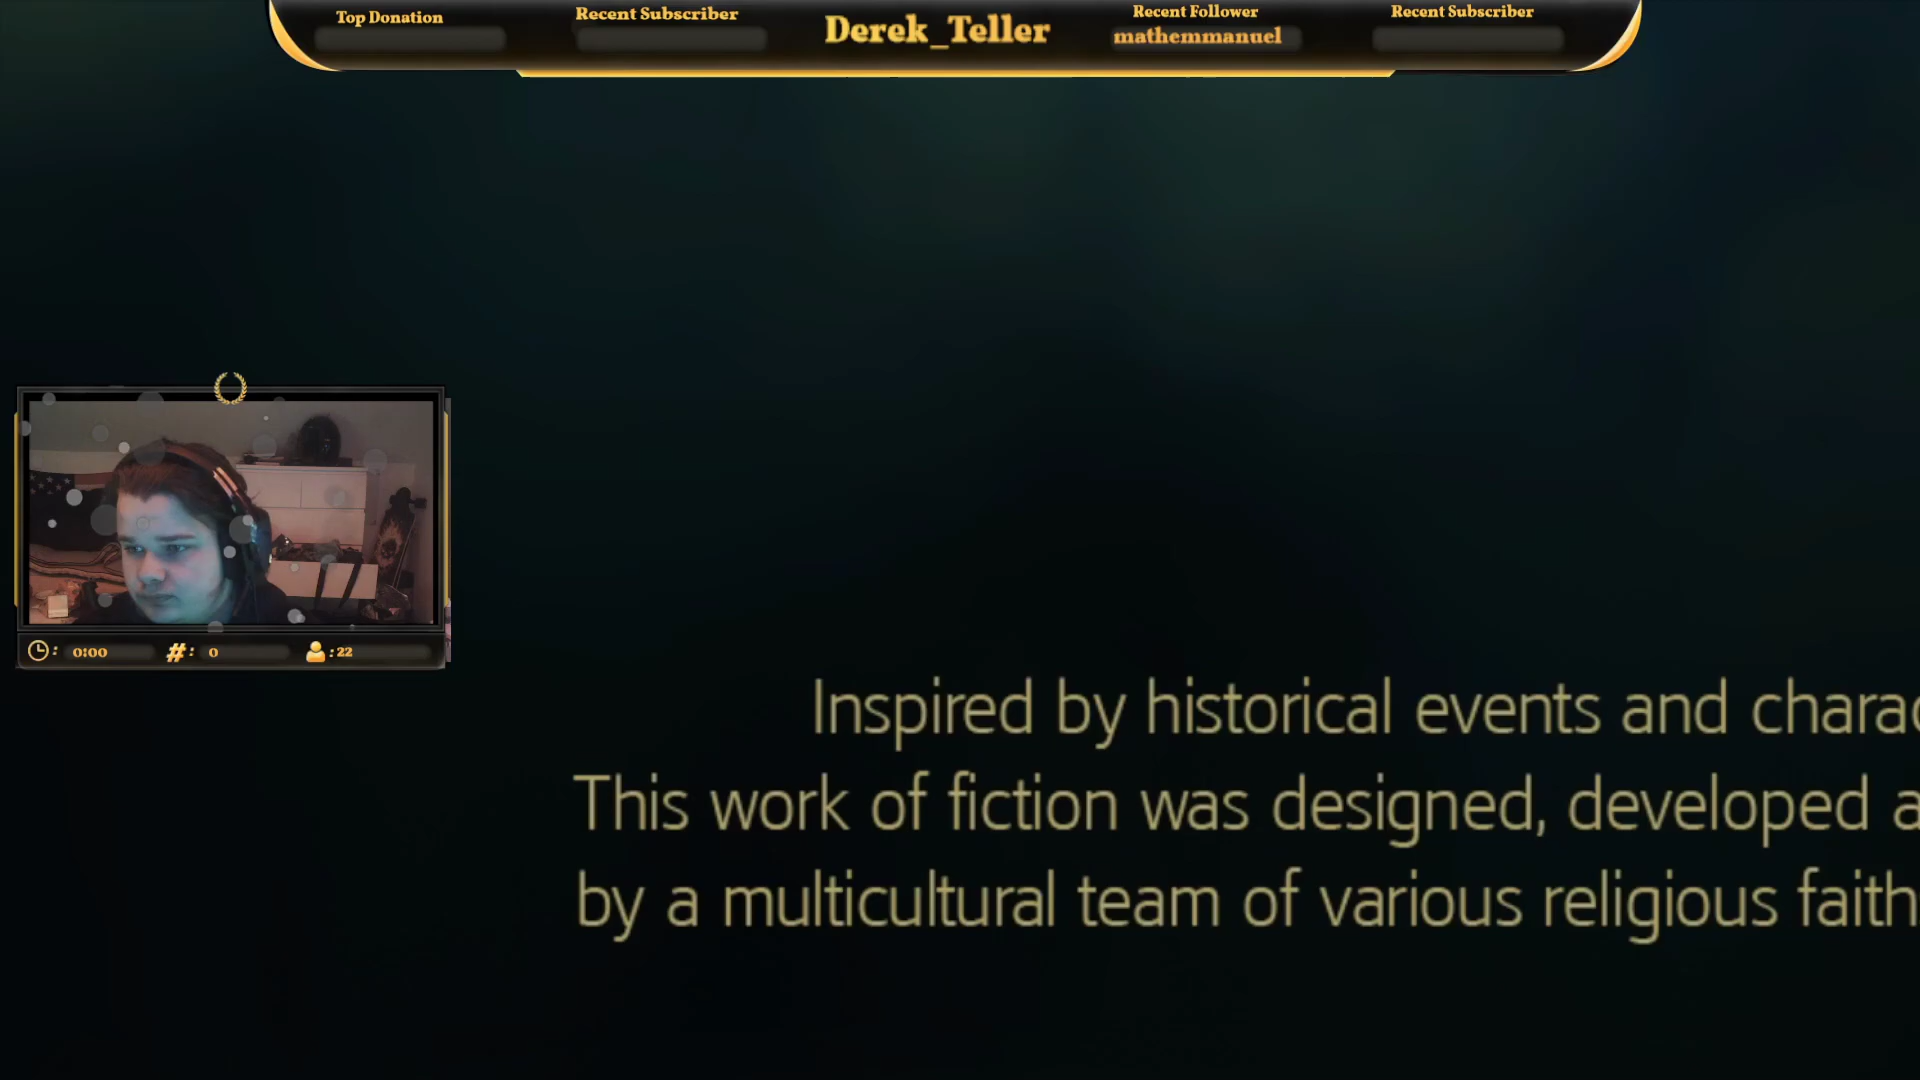 Top Donation
Recent Subscriber
Derek_Teller
Recent Follower
mathemmanuel
Recent Subscriber
0:00
#: 0
: 22
Inspired by historical events and charac
This work of fiction was designed, developed a
by a multicultural team of various religious faith